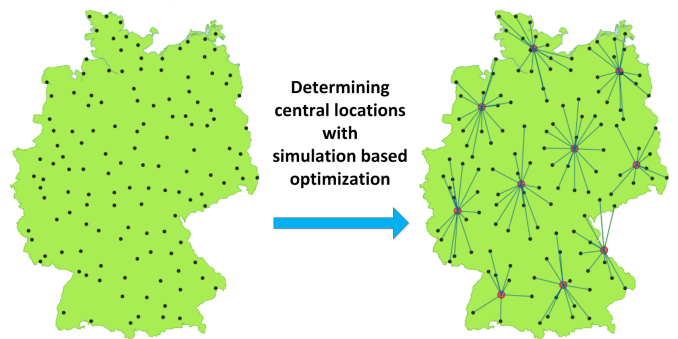 Determining
central locations
with
simulation based
optimization